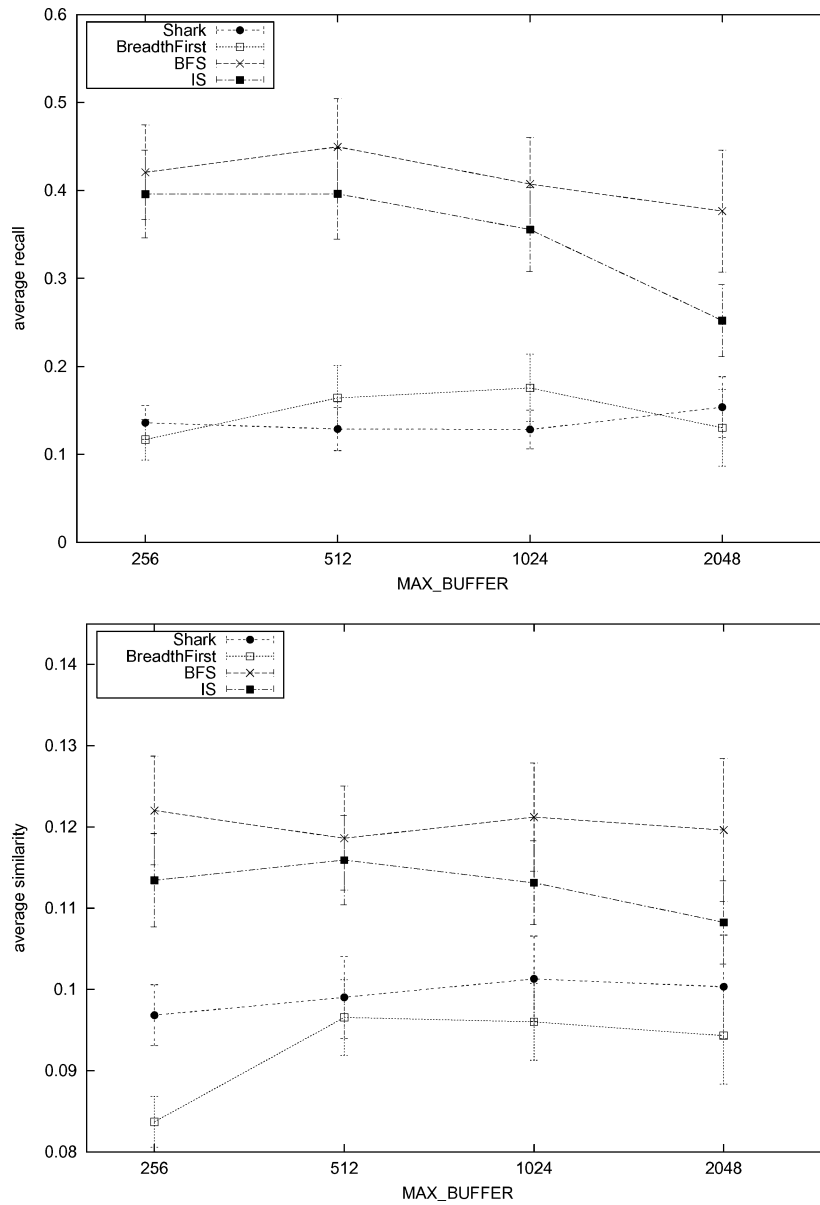 0.6
Shark
BreadthFirst
BFS
IS
0.5
0.4
0.3
0.2
0.1
0
average recall
256 512 1024 2048
MAX_BUFFER
Shark
BreadthFirst
BFS
IS
0.14
0.13
0.12
0.11
0.1
0.09
0.08
average similarity
256 512 1024 2048
MAX_BUFFER